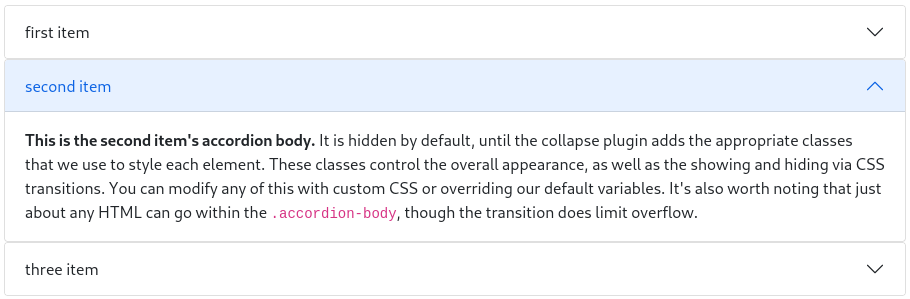 first item
second item
This is the second item's accordion body. It is hidden by default, until the collapse plugin adds the appropriate classes
that we use to style each element. These classes control the overall appearance, as well as the showing and hiding via CSS
transitions. You can modify any of this with custom CSS or overriding our default variables. It's also worth noting that just
about any HTML can go within the .accordion-body, though the transition does limit overflow.
three item